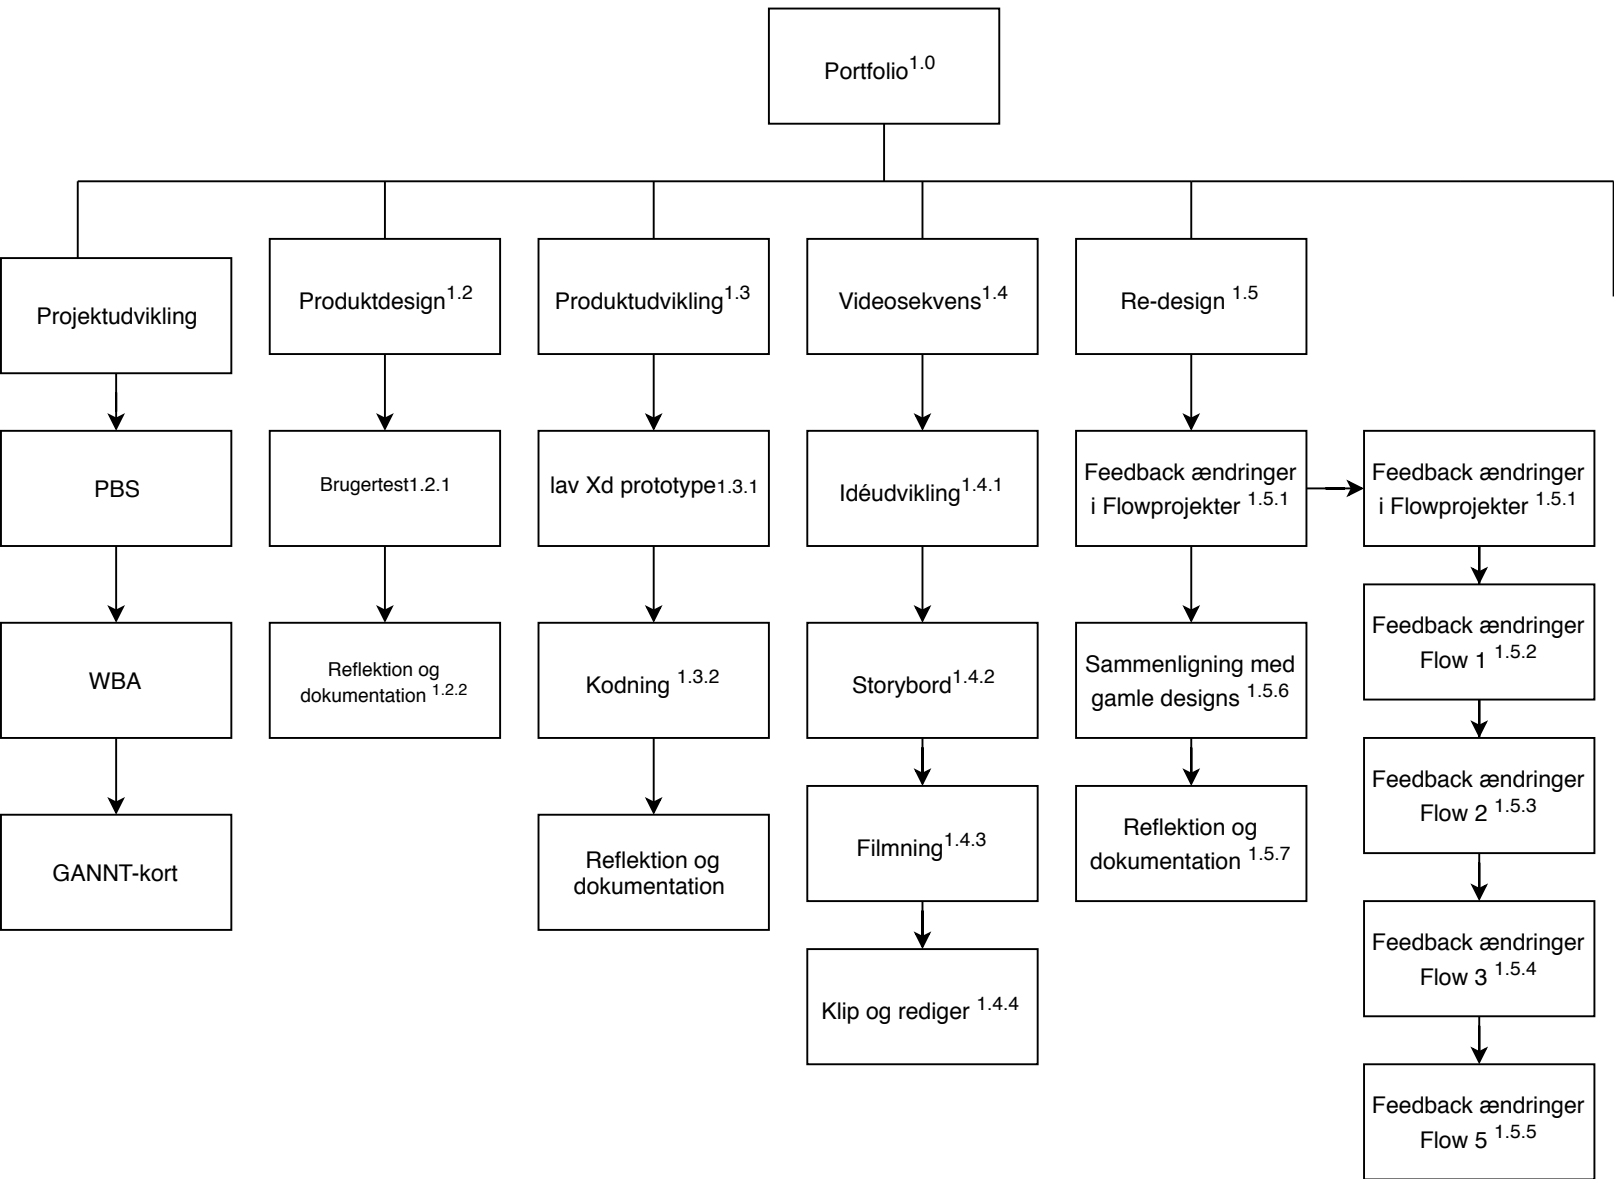 Portfolio1.0
Projektudvikling
Produktdesign1.2
Produktudvikling1.3
Videosekvens1.4
Re-design 1.5
PBS
Brugertest1.2.1
lav Xd prototype1.3.1
Idéudvikling1.4.1
Feedback ændringer
i Flowprojekter 1.5.1
Feedback ændringer
i Flowprojekter 1.5.1
Feedback ændringer
Flow 1 1.5.2
WBA
Reflektion og
dokumentation 1.2.2
Kodning 1.3.2
Storybord1.4.2
Sammenligning med
gamle designs 1.5.6
Feedback ændringer
Flow 2 1.5.3
GANNT-kort
Reflektion og
dokumentation
Filmning1.4.3
Reflektion og
dokumentation 1.5.7
Feedback ændringer
Flow 3 1.5.4
Klip og rediger 1.4.4
Feedback ændringer
Flow 5 1.5.5